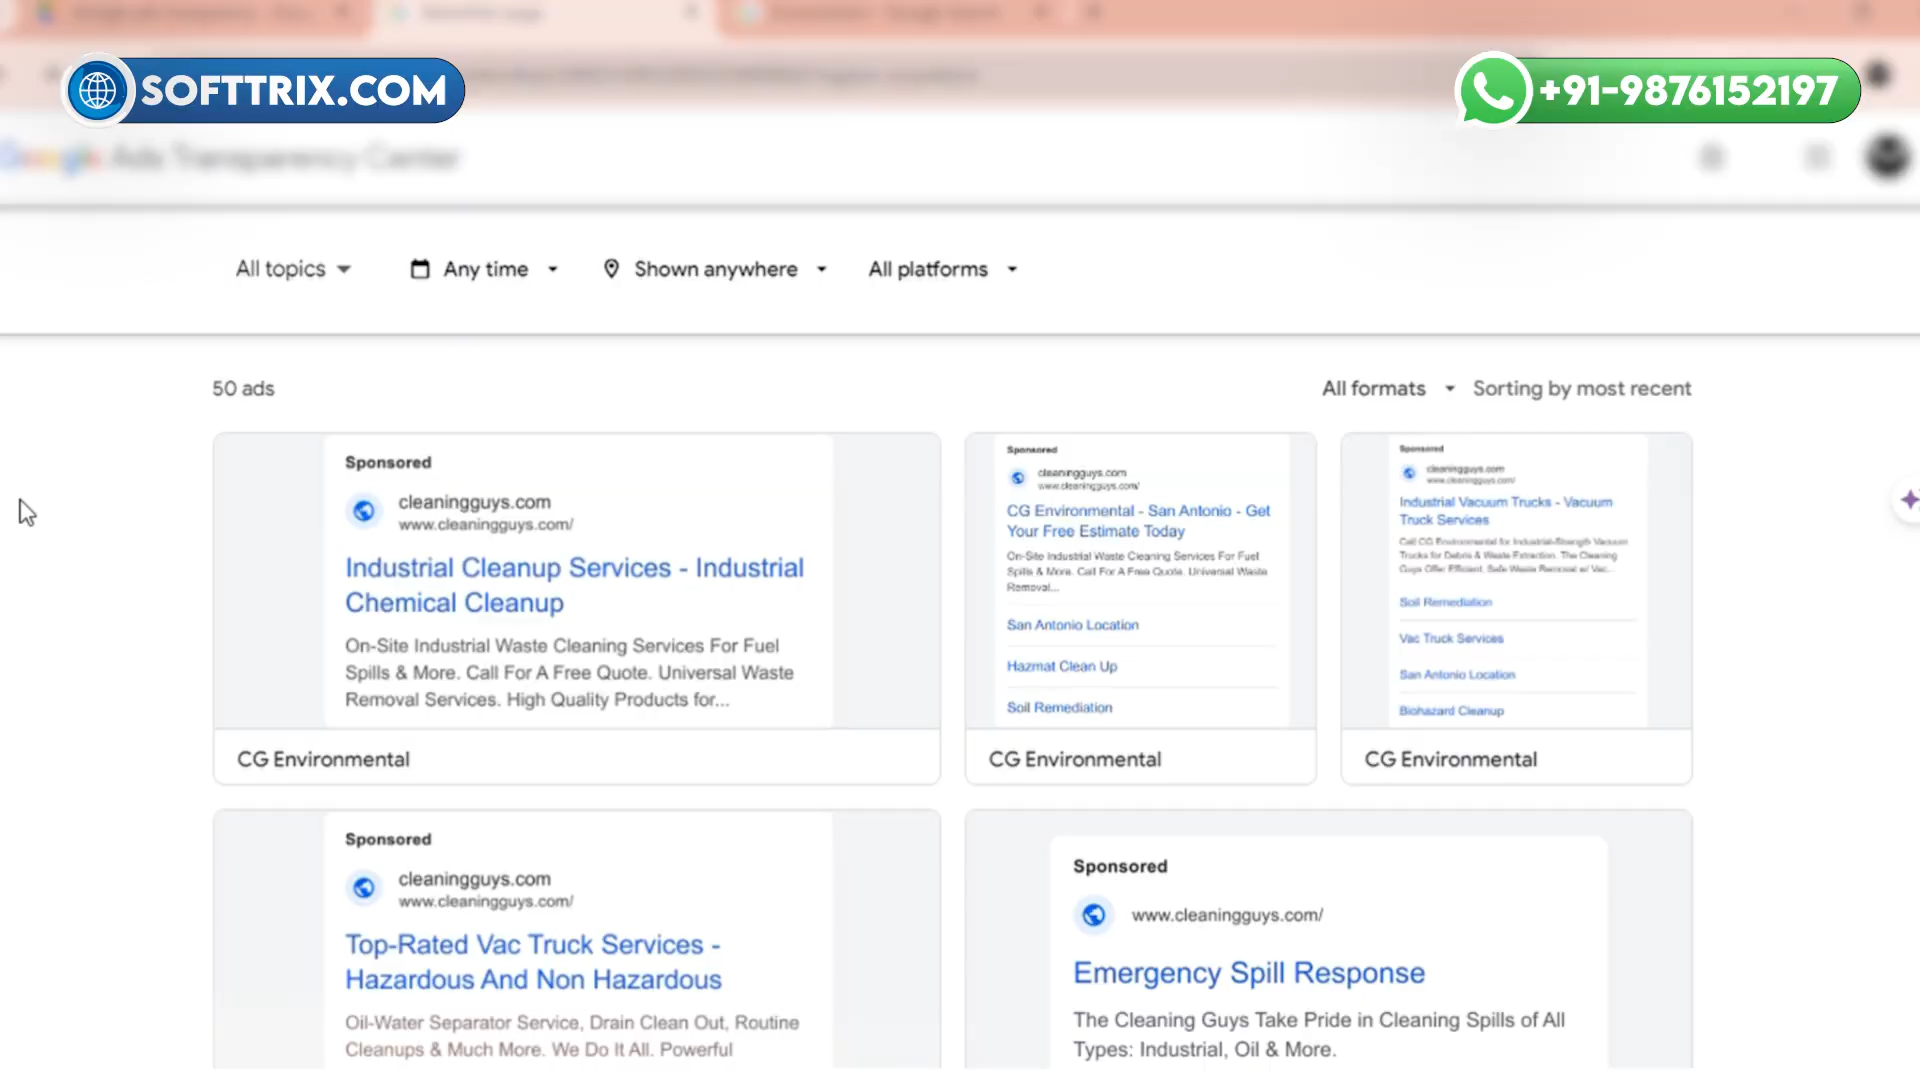 SOFTTRIX.COM
+91-9876152197
Google Ads Transparency Center
All topics
Any time
Shown anywhere
All platforms
50 ads
All formats
Sorting by most recent
Sponsored
cleaningguys.com
www.cleaningguys.com/
Industrial Cleanup Services - Industrial
Chemical Cleanup
On-Site Industrial Waste Cleaning Services For Fuel
Spills & More. Call For A Free Quote. Universal Waste
Removal Services. High Quality Products for...
CG Environmental
Sponsored
cleaningguys.com
www.cleaningguys.com/
CG Environmental - San Antonio - Get
Your Free Estimate Today
On-Site Industrial Waste Cleaning Services For Fuel
Spills & More. Call For A Free Quote. Universal Waste
Removal...
San Antonio Location
Hazmat Clean Up
Soil Remediation
CG Environmental
Sponsored
cleaningguys.com
www.cleaningguys.com/
Industrial Vacuum Trucks - Vacuum
Truck Services
Call CG Environmental for Industrial-Strength Vacuum
Trucks for Debris & Waste Extraction. The Cleaning
Guys Offer Efficient, Safe Waste Removal w/ Vac...
Soil Remediation
Vac Truck Services
San Antonio Location
Biohazard Cleanup
CG Environmental
Sponsored
cleaningguys.com
www.cleaningguys.com/
Top-Rated Vac Truck Services -
Hazardous And Non Hazardous
Oil-Water Separator Service, Drain Clean Out, Routine
Cleanups & Much More. We Do It All. Powerful
Sponsored
www.cleaningguys.com/
Emergency Spill Response
The Cleaning Guys Take Pride in Cleaning Spills of All
Types: Industrial, Oil & More.